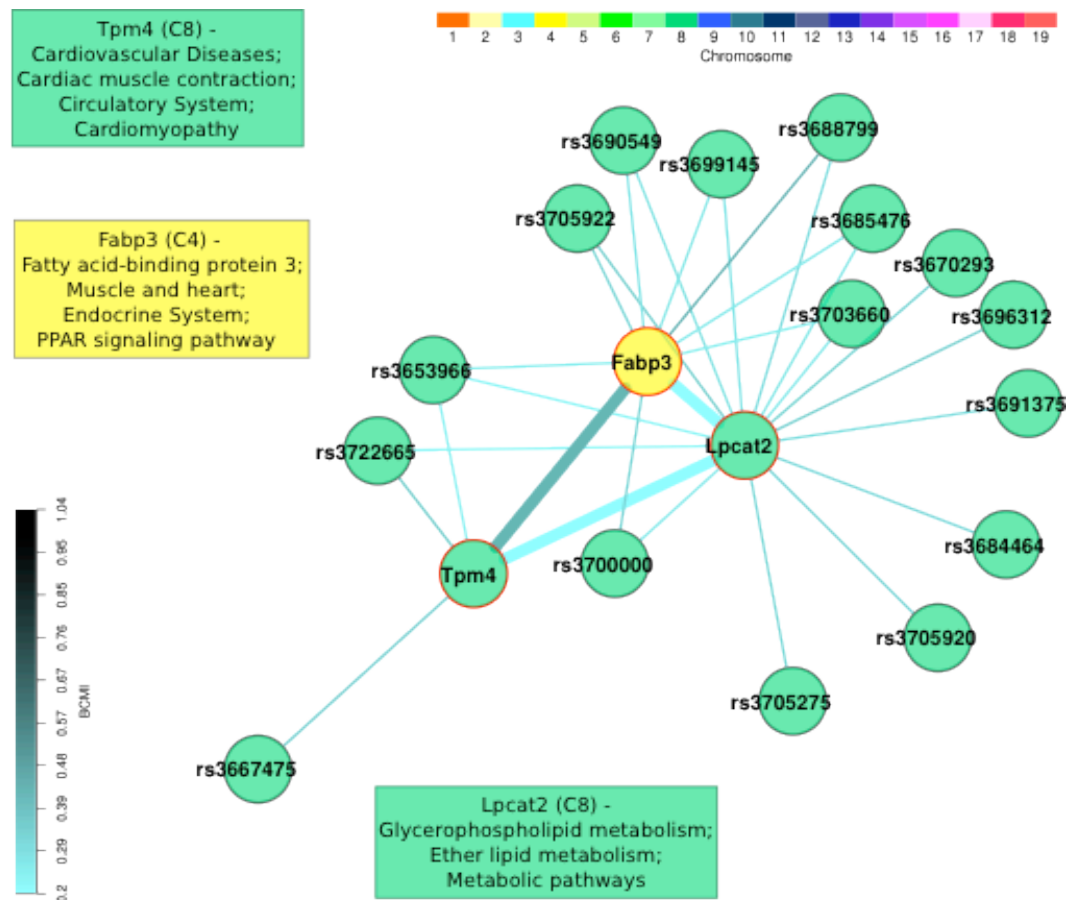 Tpm4 (C8) -
Cardiovascular Diseases;
Cardiac muscle contraction;
Circulatory System;
Cardiomyopathy
1 2 3 4 5 6 7 8 9 10 11 12 13 14 15 16 17 18 19
Chromosome
Fabp3 (C4) -
Fatty acid-binding protein 3;
Muscle and heart;
Endocrine System;
PPAR signaling pathway
rs3690549
rs3699145
rs3688799
rs3705922
rs3685476
rs3670293
rs3703660
rs3696312
rs3653966
Fabp3
rs3691375
rs3722665
Lpcat2
rs3684464
rs3700000
Tpm4
rs3705920
rs3705275
rs3667475
1.04
0.95
0.85
0.76
0.67
0.57
0.48
0.39
0.29
0.2
BCMI
Lpcat2 (C8) -
Glycerophospholipid metabolism;
Ether lipid metabolism;
Metabolic pathways